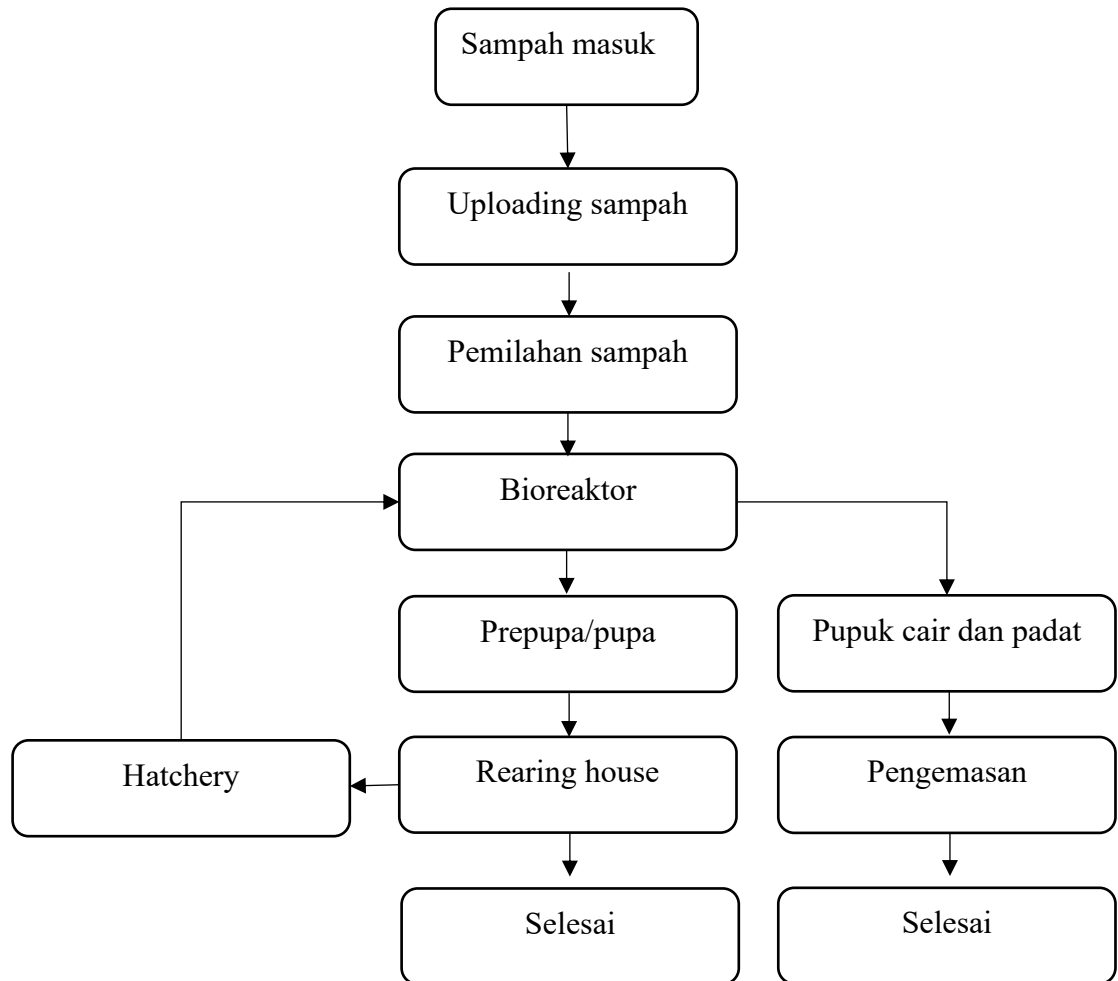 Sampah masuk
Uploading sampah
Pemilahan sampah
Bioreaktor
Prepupa/pupa
Pupuk cair dan padat
Hatchery
Rearing house
Pengemasan
Selesai
Selesai